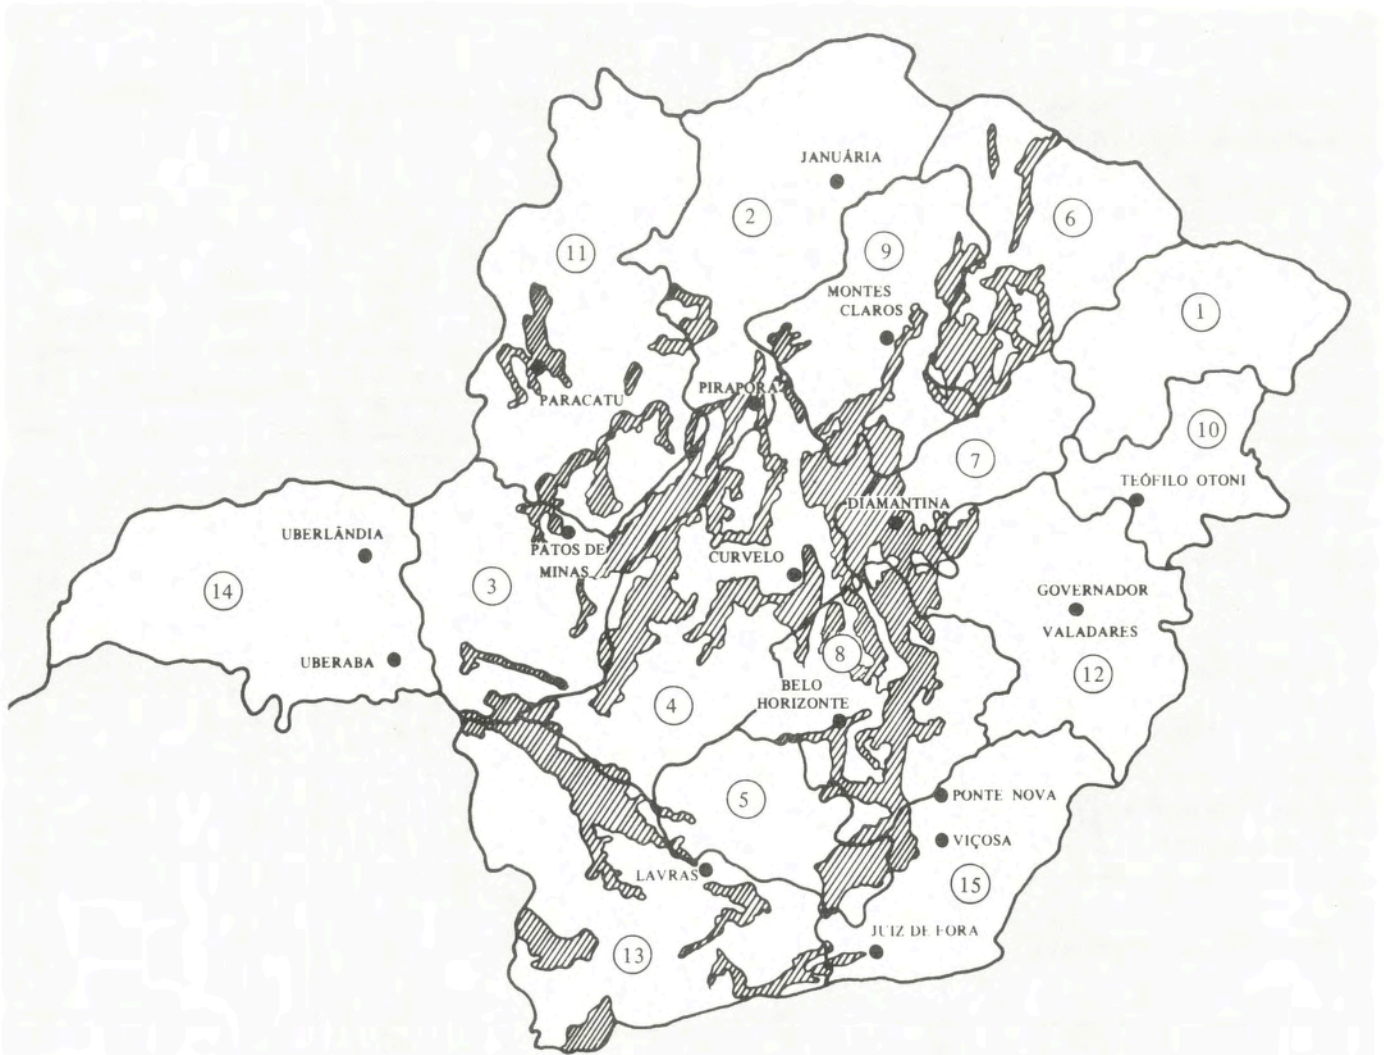 JANUÁRIA
2
6
11
9
MONTES
CLAROS
1
PIRAPORA
PARACATU
10
7
TEÓFILO OTONI
DIAMANTINA
UBERLÂNDIA
PATOS DE
MINAS
CURVELO
14
3
GOVERNADOR
VALADARES
UBERABA
8
12
BELO
HORIZONTE
4
5
PONTE NOVA
VIÇOSA
LAVRAS
15
JUIZ DE FORA
13